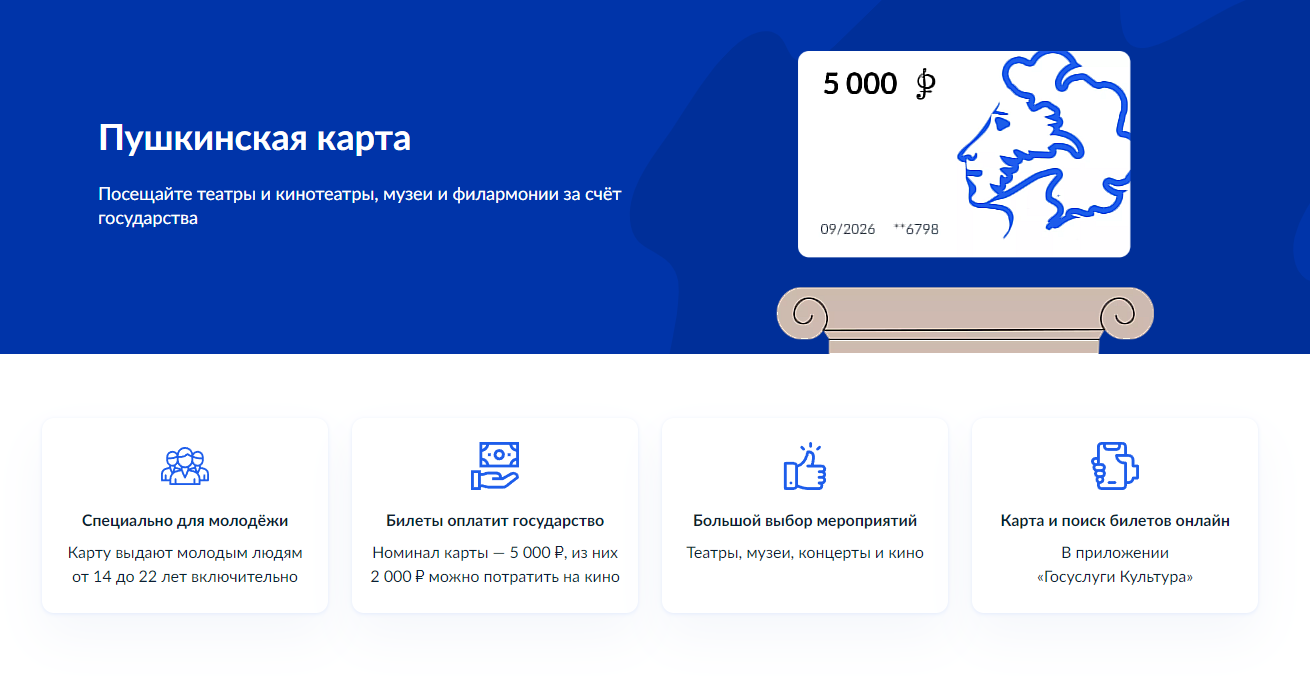 Пушкинская карта
Посещайте театры и кинотеатры, музеи и филармонии за счёт
государства
5 000 ₽
09/2026 **6798
Специально для молодёжи
Карту выдают молодым людям
от 14 до 22 лет включительно
Билеты оплатит государство
Номинал карты — 5 000 ₽, из них
2 000 ₽ можно потратить на кино
Большой выбор мероприятий
Театры, музеи, концерты и кино
Карта и поиск билетов онлайн
В приложении
«Госуслуги Культура»